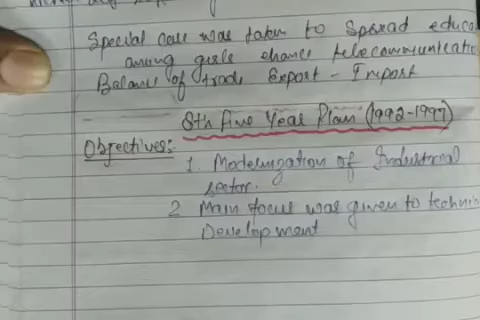 Special care was taken to Spread educa
among girls chance telecommunicatio
Balance of trade Export - Import
8th five Year Plan (1992-1997)
Objectives:
1. Modernization of Industrial
sector.
2 Main focus was given to techni
Development